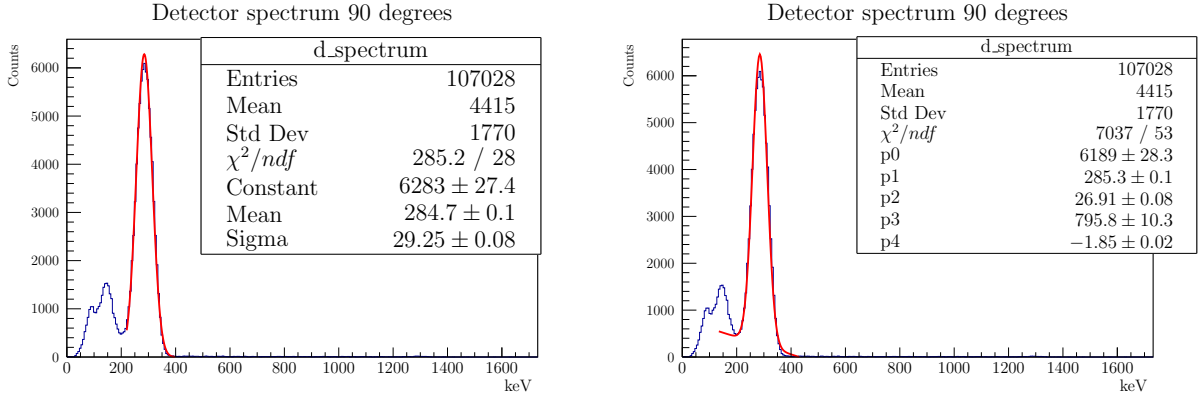 Detector spectrum 90 degrees
Counts
6000
5000
4000
3000
2000
1000
0
0 200 400 600 800 1000 1200 1400 1600
keV
d_spectrum
Entries 107028
Mean 4415
Std Dev 1770
χ²/ndf 285.2 / 28
Constant 6283 ± 27.4
Mean 284.7 ± 0.1
Sigma 29.25 ± 0.08
Detector spectrum 90 degrees
Counts
6000
5000
4000
3000
2000
1000
0
0 200 400 600 800 1000 1200 1400 1600
keV
d_spectrum
Entries 107028
Mean 4415
Std Dev 1770
χ²/ndf 7037 / 53
p0 6189 ± 28.3
p1 285.3 ± 0.1
p2 26.91 ± 0.08
p3 795.8 ± 10.3
p4 −1.85 ± 0.02